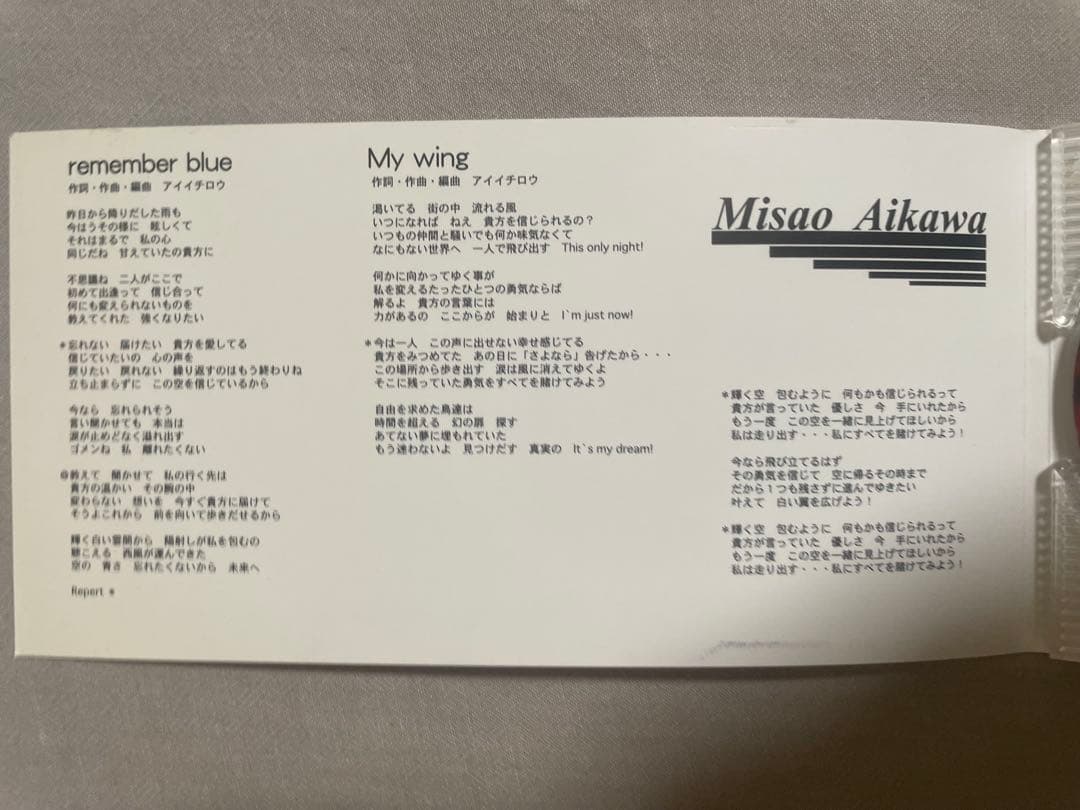 remember blue
作詞・作曲・編曲　アイイチロウ
昨日から降りだした雨も
今はうその様に　眩しくて
それはまるで　私の心
同じだね　甘えていたの貴方に
不思議ね　二人がここで
初めて出逢って　信じ合って
何にも変えられないものを
教えてくれた　強くなりたい
*忘れない　届けたい　貴方を愛してる
信じていたいの　心の声を
戻りたい　戻れない　繰り返すのはもう終わりね
立ち止まらずに　この空を信じているから
今なら　忘れられそう
言い聞かせても　本当は
涙が止めどなく溢れ出す
ゴメンね　私　離れたくない
◎教えて　聞かせて　私の行く先は
貴方の温かい　その腕の中
変わらない　想いを　今すぐ貴方に届けて
そうよこれから　前を向いて歩きだせるから
輝く白い雲間から　陽射しが私を包むの
聴こえる　西風が運んできた
空の　青さ　忘れたくないから　未来へ
Repert *
My wing
作詞・作曲・編曲　アイイチロウ
渇いてる　街の中　流れる風
いつになれば　ねえ　貴方を信じられるの？
いつもの仲間と騒いでも何か味気なくて
なにもない世界へ　一人で飛び出す　This only night!
何かに向かってゆく事が
私を変えるたったひとつの勇気ならば
解るよ　貴方の言葉には
力があるの　ここからが　始まりと　I`m just now!
*今は一人　この声に出せない幸せ感じてる
貴方をみつめてた　あの日に「さよなら」告げたから・・・
この場所から歩き出す　涙は風に消えてゆくよ
そこに残っていた勇気をすべてを賭けてみよう
自由を求めた鳥達は
時間を超える　幻の扉　探す
あてない夢に埋もれていた
もう迷わないよ　見つけだす　真実の　It`s my dream!
Misao Aikawa
*輝く空　包むように　何もかも信じられるって
貴方が言っていた　優しさ　今　手にいれたから
もう一度　この空を一緒に見上げてほしいから
私は走り出す・・・私にすべてを賭けてみよう！
今なら飛び立てるはず
その勇気を信じて　空に帰るその時まで
だから１つも残さずに進んでゆきたい
叶えて　白い翼を広げよう！
*輝く空　包むように　何もかも信じられるって
貴方が言っていた　優しさ　今　手にいれたから
もう一度　この空を一緒に見上げてほしいから
私は走り出す・・・私にすべてを賭けてみよう！